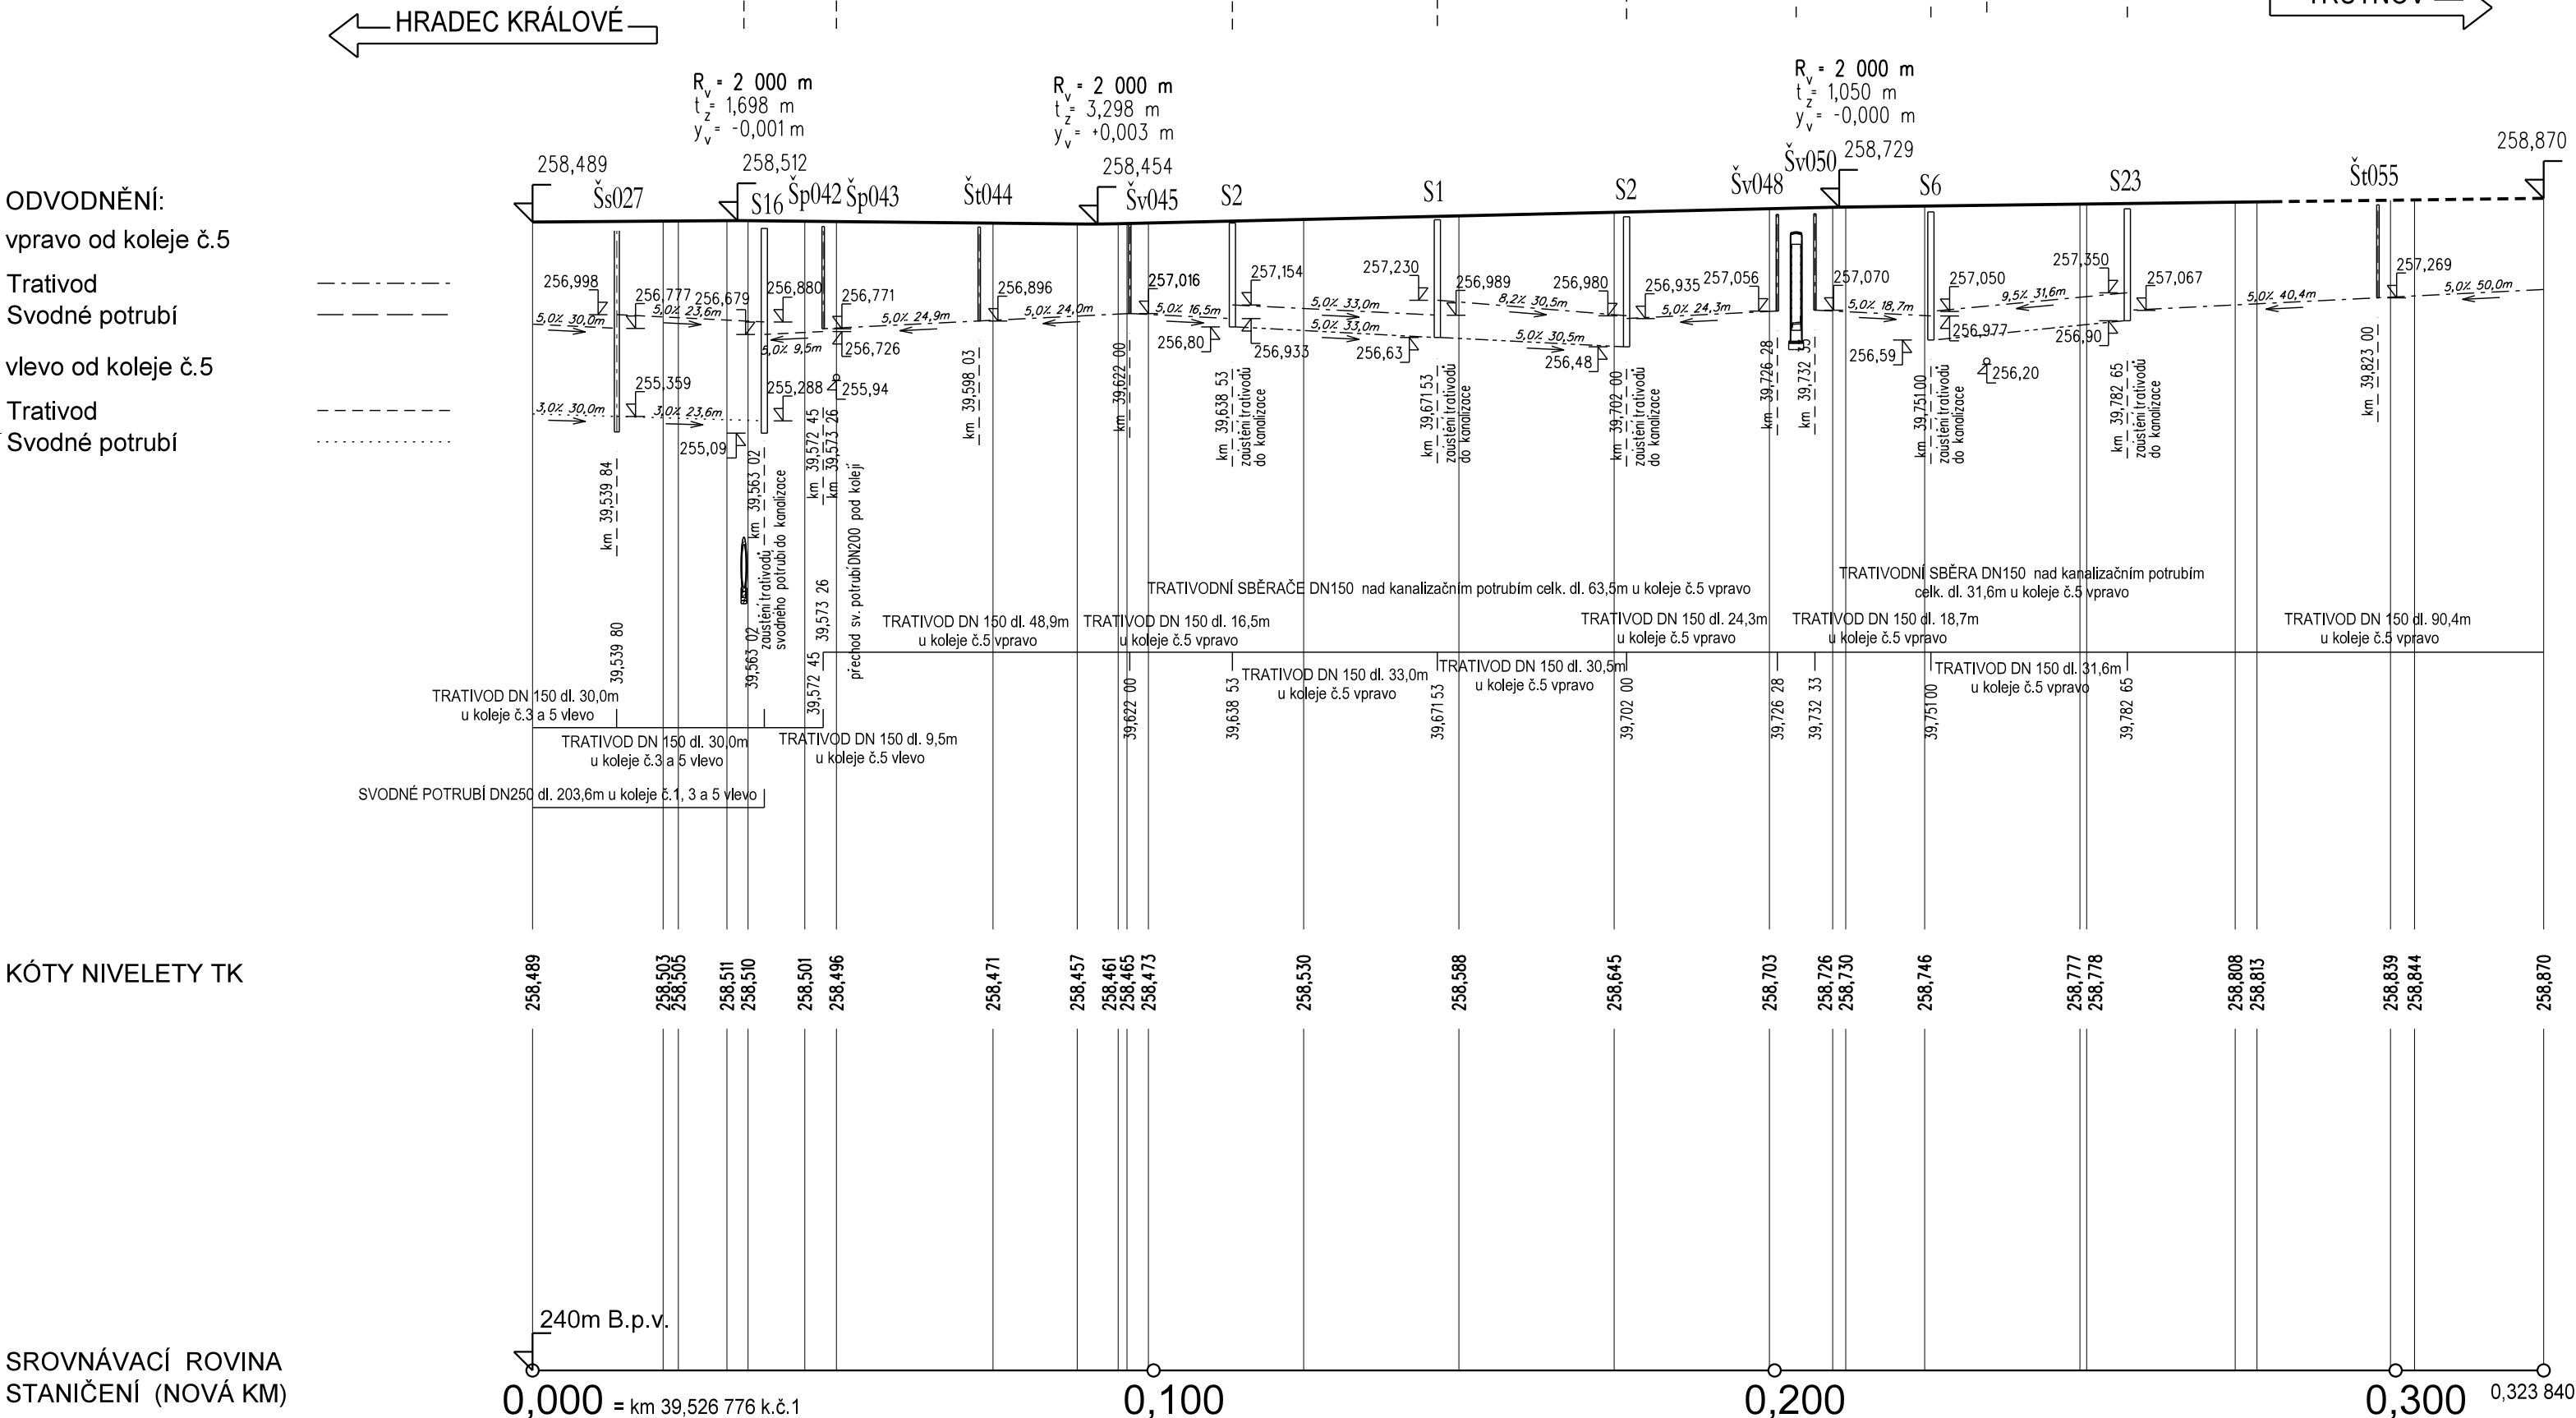 HRADEC KRÁLOVÉ
TRUTNOV
R_v = 2 000 m
t_z = 1,698 m
y_v = -0,001 m
R_v = 2 000 m
t_z = 3,298 m
y_v = +0,003 m
R_v = 2 000 m
t_z = 1,050 m
y_v = -0,000 m
258,489
258,512
258,454
258,729
258,870
Šs027
S16
Šp042
Šp043
Št044
Šv045
S2
S1
S2
Šv048
Šv050
S6
S23
Št055
ODVODNĚNÍ:
vpravo od koleje č.5
Trativod
Svodné potrubí
vlevo od koleje č.5
Trativod
Svodné potrubí
256,998
256,777
256,679
256,880
256,771
256,896
257,016
257,154
257,230
256,989
256,980
256,935
257,056
257,070
257,050
257,350
257,067
257,269
5,0% 30,0m
5,0% 23,6m
5,0% 9,5m
5,0% 24,9m
5,0% 24,0m
5,0% 16,5m
5,0% 33,0m
5,0% 33,0m
8,2% 30,5m
5,0% 30,5m
5,0% 24,3m
5,0% 18,7m
9,5% 31,6m
5,0% 40,4m
5,0% 50,0m
256,726
256,80
256,933
256,63
256,48
256,59
256,977
256,90
256,20
255,359
255,288
255,94
3,0% 30,0m
3,0% 23,6m
255,09
km 39,539 84
km 39,563 02
zaústění trativodů
svodného potrubí do kanalizace
km 39,572 45
km 39,573 26
přechod sv. potrubí DN200 pod kolejí
km 39,598 03
km 39,622 00
km 39,638 53
zaústění trativodů
do kanalizace
km 39,671 53
zaústění trativodů
do kanalizace
km 39,702 00
zaústění trativodů
do kanalizace
km 39,726 28
km 39,732 33
km 39,751 00
zaústění trativodů
do kanalizace
km 39,782 65
zaústění trativodů
do kanalizace
km 39,823 00
TRATIVODNÍ SBĚRAČE DN150 nad kanalizačním potrubím celk. dl. 63,5m u koleje č.5 vpravo
TRATIVODNÍ SBĚRA DN150 nad kanalizačním potrubím
celk. dl. 31,6m u koleje č.5 vpravo
TRATIVOD DN 150 dl. 48,9m
u koleje č.5 vpravo
TRATIVOD DN 150 dl. 16,5m
u koleje č.5 vpravo
TRATIVOD DN 150 dl. 24,3m
u koleje č.5 vpravo
TRATIVOD DN 150 dl. 18,7m
u koleje č.5 vpravo
TRATIVOD DN 150 dl. 90,4m
u koleje č.5 vpravo
39,539 80
39,563 02
39,572 45
39,573 26
39,622 00
39,638 53
39,671 53
39,702 00
39,726 28
39,732 33
39,751 00
39,782 65
TRATIVOD DN 150 dl. 33,0m
u koleje č.5 vpravo
TRATIVOD DN 150 dl. 30,5m
u koleje č.5 vpravo
TRATIVOD DN 150 dl. 31,6m
u koleje č.5 vpravo
TRATIVOD DN 150 dl. 30,0m
u koleje č.3 a 5 vlevo
TRATIVOD DN 150 dl. 30,0m
u koleje č.3 a 5 vlevo
TRATIVOD DN 150 dl. 9,5m
u koleje č.5 vlevo
SVODNÉ POTRUBÍ DN250 dl. 203,6m u koleje č.1, 3 a 5 vlevo
KÓTY NIVELETY TK
258,489
258,503
258,505
258,511
258,510
258,501
258,496
258,471
258,457
258,461
258,465
258,473
258,530
258,588
258,645
258,703
258,726
258,730
258,746
258,777
258,778
258,808
258,813
258,839
258,844
258,870
240m B.p.v.
SROVNÁVACÍ ROVINA
STANIČENÍ (NOVÁ KM)
0,000 = km 39,526 776 k.č.1
0,100
0,200
0,300
0,323 840